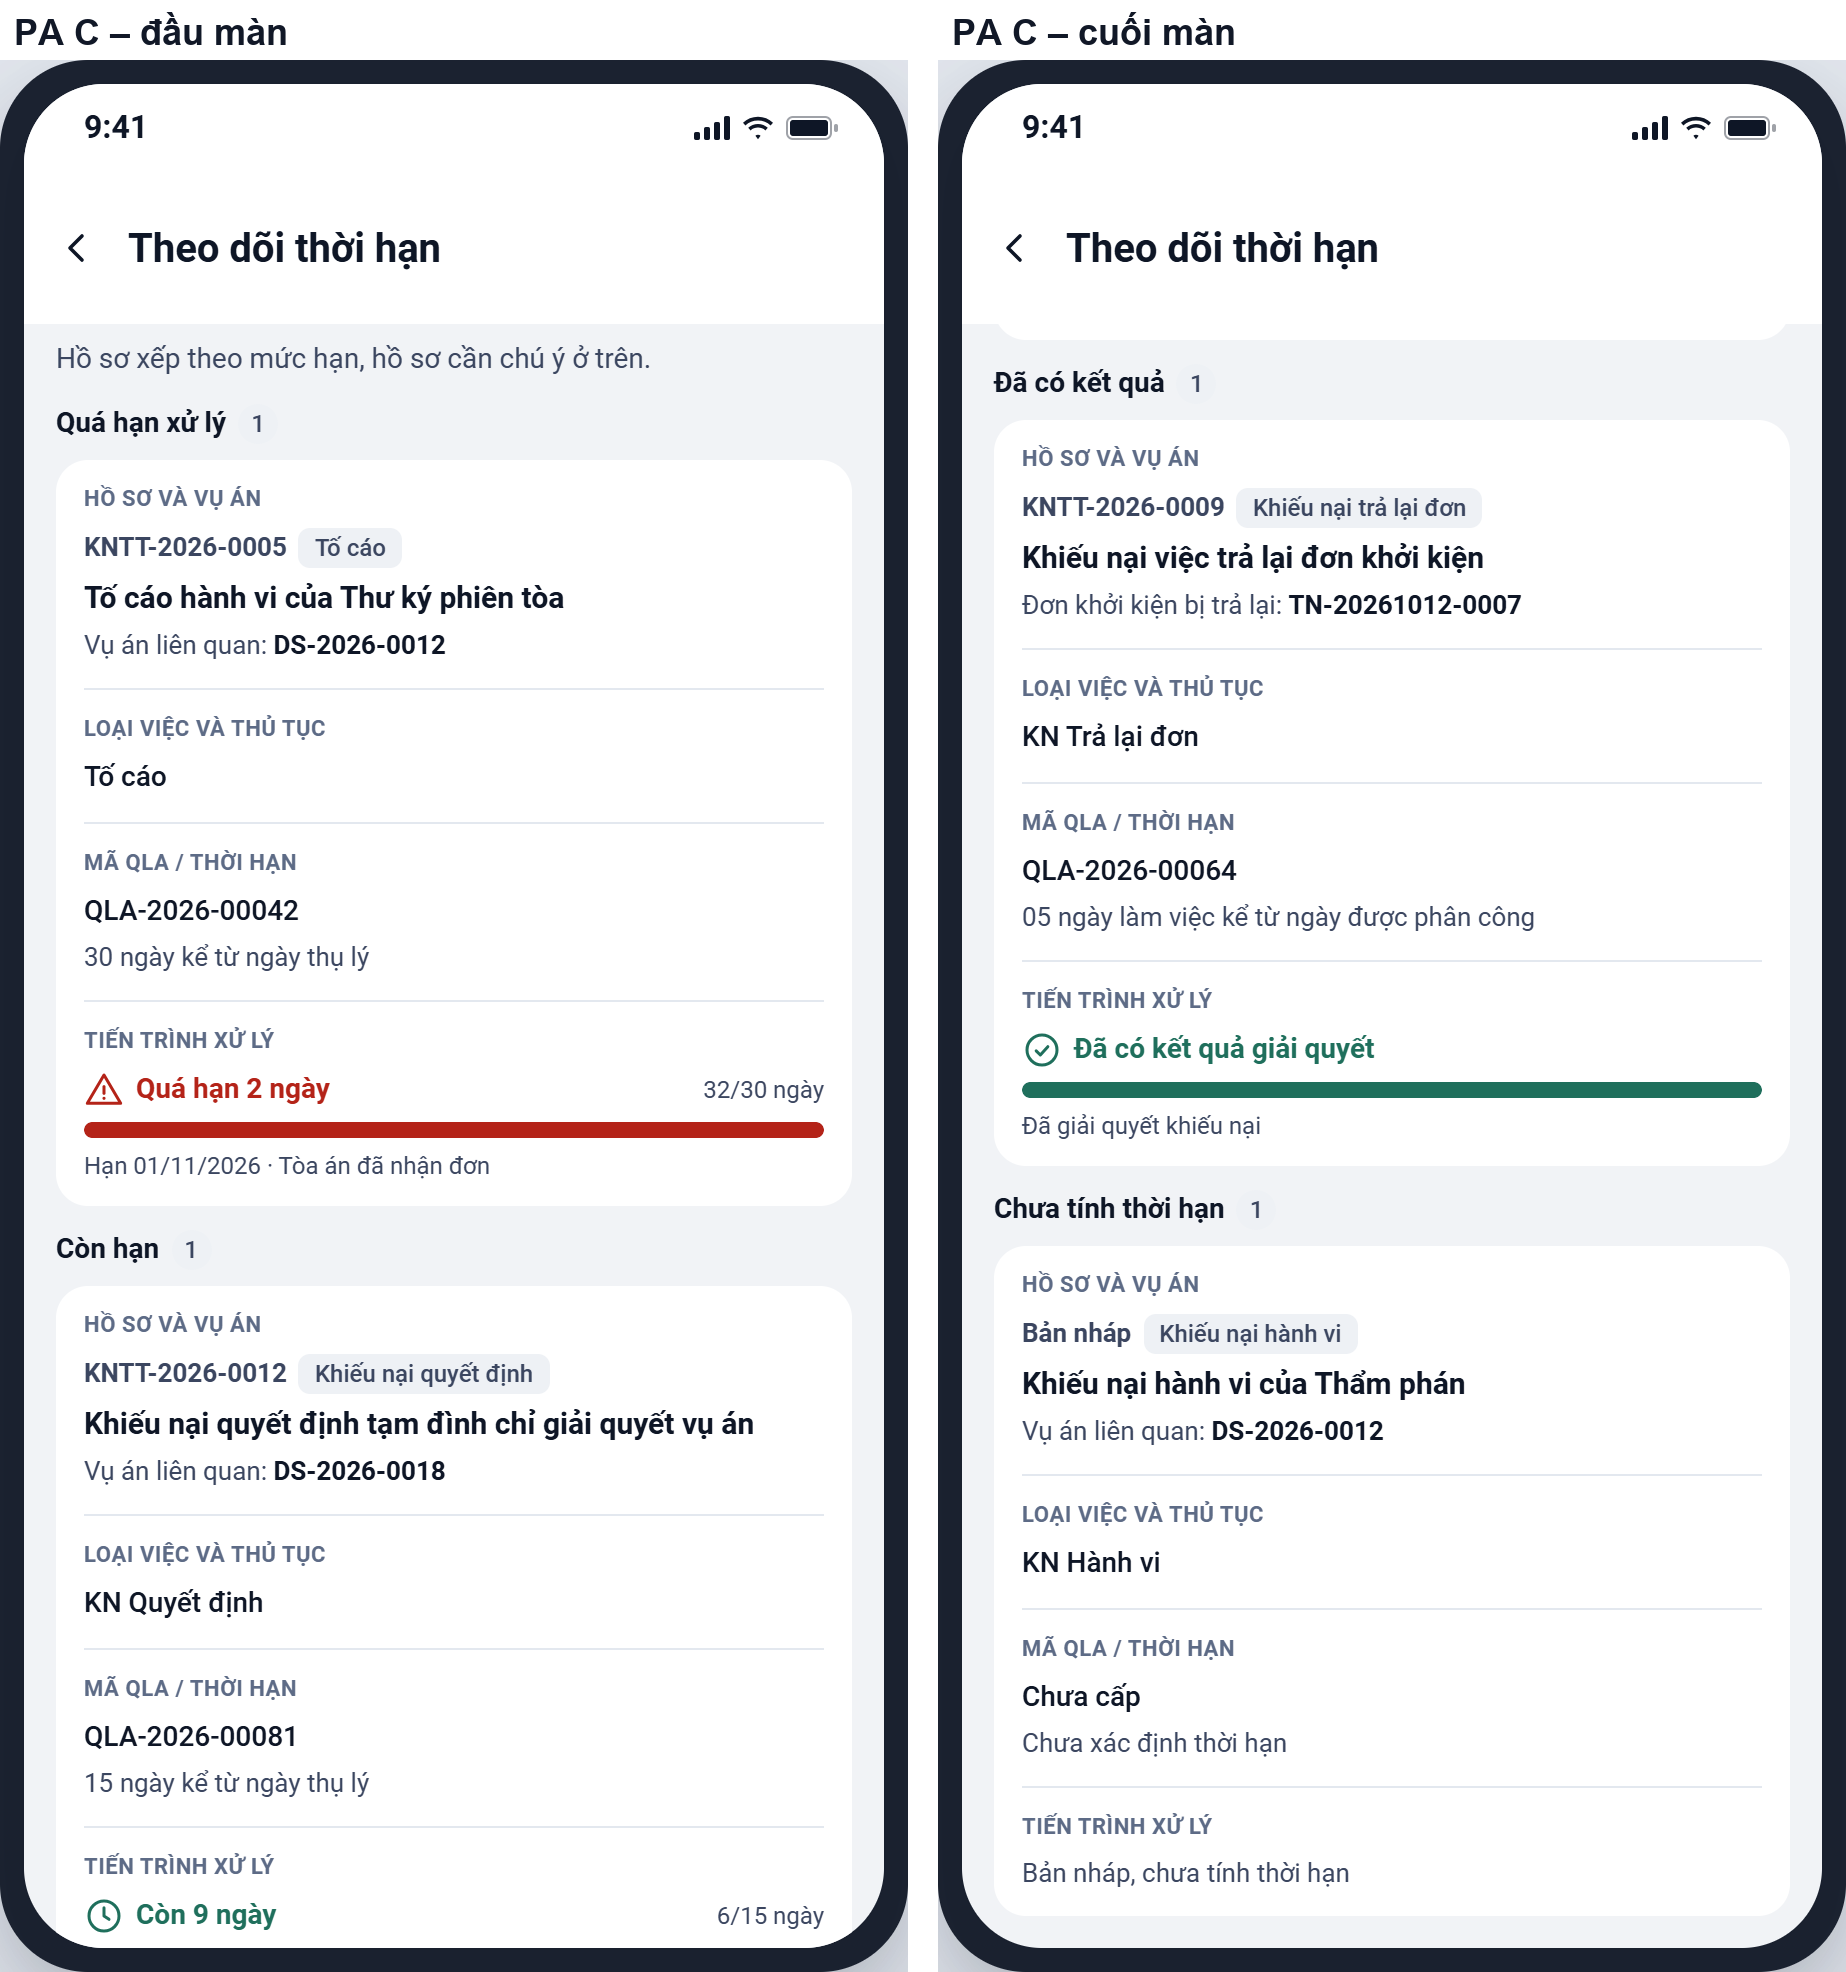 PA C – đầu màn
9:41
Theo dõi thời hạn
Hồ sơ xếp theo mức hạn, hồ sơ cần chú ý ở trên.
Quá hạn xử lý 1
HỒ SƠ VÀ VỤ ÁN
KNTT-2026-0005 Tố cáo
Tố cáo hành vi của Thư ký phiên tòa
Vụ án liên quan: DS-2026-0012
LOẠI VIỆC VÀ THỦ TỤC
Tố cáo
MÃ QLA / THỜI HẠN
QLA-2026-00042
30 ngày kể từ ngày thụ lý
TIẾN TRÌNH XỬ LÝ
Quá hạn 2 ngày 32/30 ngày
Hạn 01/11/2026 · Tòa án đã nhận đơn
Còn hạn 1
HỒ SƠ VÀ VỤ ÁN
KNTT-2026-0012 Khiếu nại quyết định
Khiếu nại quyết định tạm đình chỉ giải quyết vụ án
Vụ án liên quan: DS-2026-0018
LOẠI VIỆC VÀ THỦ TỤC
KN Quyết định
MÃ QLA / THỜI HẠN
QLA-2026-00081
15 ngày kể từ ngày thụ lý
TIẾN TRÌNH XỬ LÝ
Còn 9 ngày 6/15 ngày
PA C – cuối màn
9:41
Theo dõi thời hạn
Đã có kết quả 1
HỒ SƠ VÀ VỤ ÁN
KNTT-2026-0009 Khiếu nại trả lại đơn
Khiếu nại việc trả lại đơn khởi kiện
Đơn khởi kiện bị trả lại: TN-20261012-0007
LOẠI VIỆC VÀ THỦ TỤC
KN Trả lại đơn
MÃ QLA / THỜI HẠN
QLA-2026-00064
05 ngày làm việc kể từ ngày được phân công
TIẾN TRÌNH XỬ LÝ
Đã có kết quả giải quyết
Đã giải quyết khiếu nại
Chưa tính thời hạn 1
HỒ SƠ VÀ VỤ ÁN
Bản nháp Khiếu nại hành vi
Khiếu nại hành vi của Thẩm phán
Vụ án liên quan: DS-2026-0012
LOẠI VIỆC VÀ THỦ TỤC
KN Hành vi
MÃ QLA / THỜI HẠN
Chưa cấp
Chưa xác định thời hạn
TIẾN TRÌNH XỬ LÝ
Bản nháp, chưa tính thời hạn